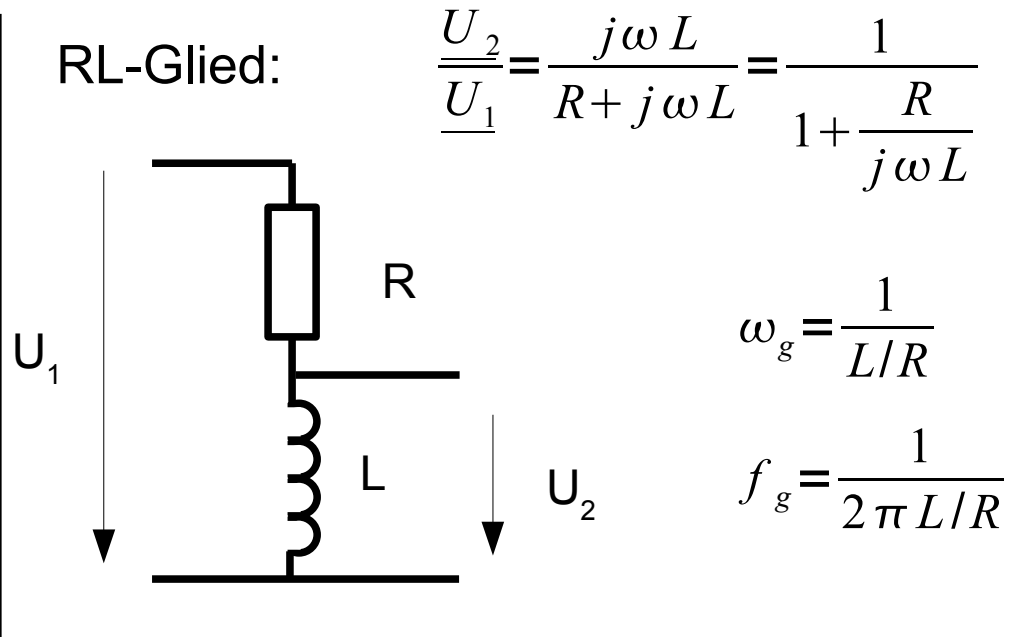 RL-Glied:
U₂/U₁ = jωL/(R+jωL) = 1/(1+R/(jωL))
R
U₁
ω_g = 1/(L/R)
L
U₂
f_g = 1/(2πL/R)